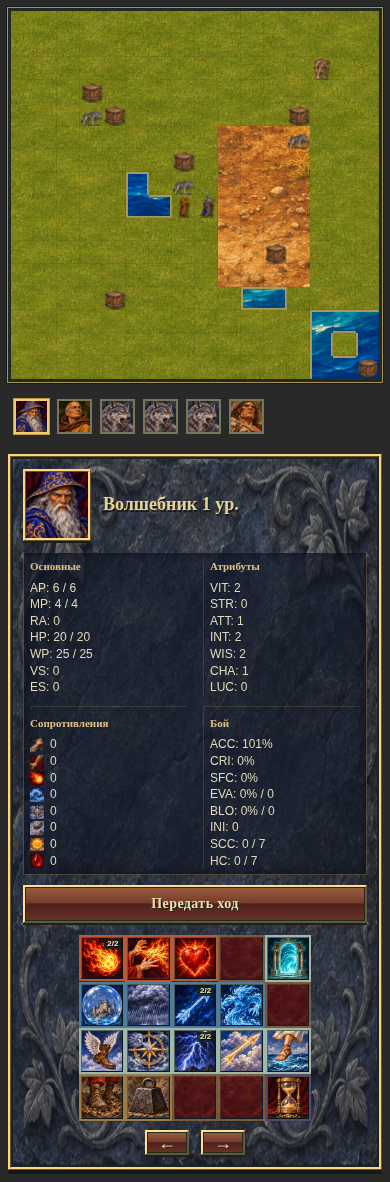 Волшебник 1 ур.
Основные
AP: 6 / 6
MP: 4 / 4
RA: 0
HP: 20 / 20
WP: 25 / 25
VS: 0
ES: 0
Атрибуты
VIT: 2
STR: 0
ATT: 1
INT: 2
WIS: 2
CHA: 1
LUC: 0
Сопротивления
0
0
0
0
0
0
0
0
Бой
ACC: 101%
CRI: 0%
SFC: 0%
EVA: 0% / 0
BLO: 0% / 0
INI: 0
SCC: 0 / 7
HC: 0 / 7
Передать ход
2/2
2/2
2/2
← →